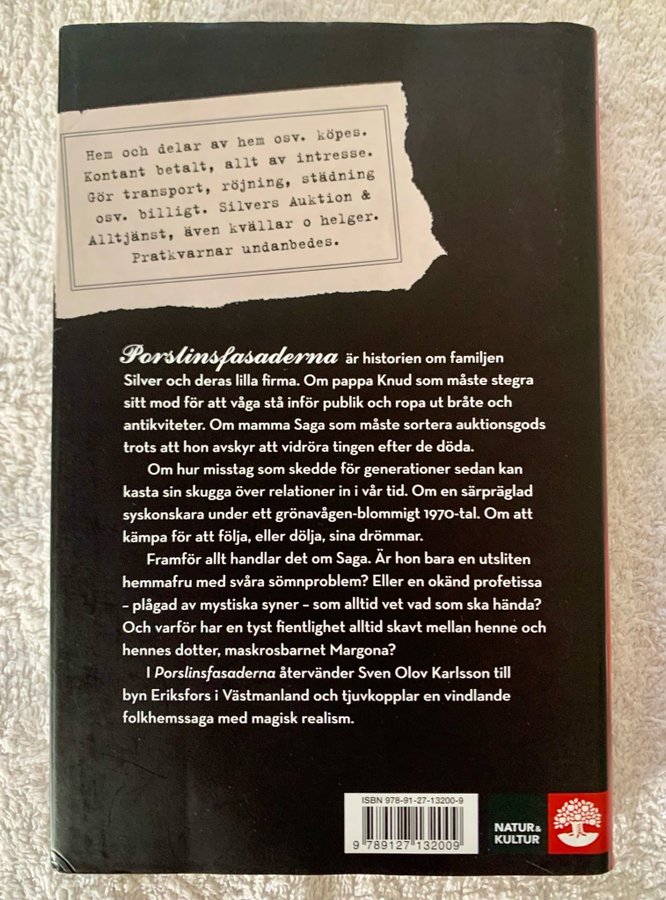 Hem och delar av hem osv. köpes.
Kontant betalt, allt av intresse.
Gör transport, röjning, städning
osv. billigt. Silvers Auktion &
Alltjänst, även kvällar o helger.
Pratkvarnar undanbedes.
Porslinsfasaderna är historien om familjen
Silver och deras lilla firma. Om pappa Knud som måste stegra
sitt mod för att våga stå inför publik och ropa ut bråte och
antikviteter. Om mamma Saga som måste sortera auktionsgods
trots att hon avskyr att vidröra tingen efter de döda.
Om hur misstag som skedde för generationer sedan kan
kasta sin skugga över relationer in i vår tid. Om en särpräglad
syskonskara under ett grönavågen-blommigt 1970-tal. Om att
kämpa för att följa, eller dölja, sina drömmar.
Framför allt handlar det om Saga. Är hon bara en utsliten
hemmafru med svåra sömnproblem? Eller en okänd profetissa
– plågad av mystiska syner – som alltid vet vad som ska hända?
Och varför har en tyst fientlighet alltid skavt mellan henne och
hennes dotter, maskrosbarnet Margona?
I Porslinsfasaderna återvänder Sven Olov Karlsson till
byn Eriksfors i Västmanland och tjuvkopplar en vindlande
folkhemssaga med magisk realism.
ISBN 978-91-27-13200-9
9 789127 132009
NATUR &
KULTUR